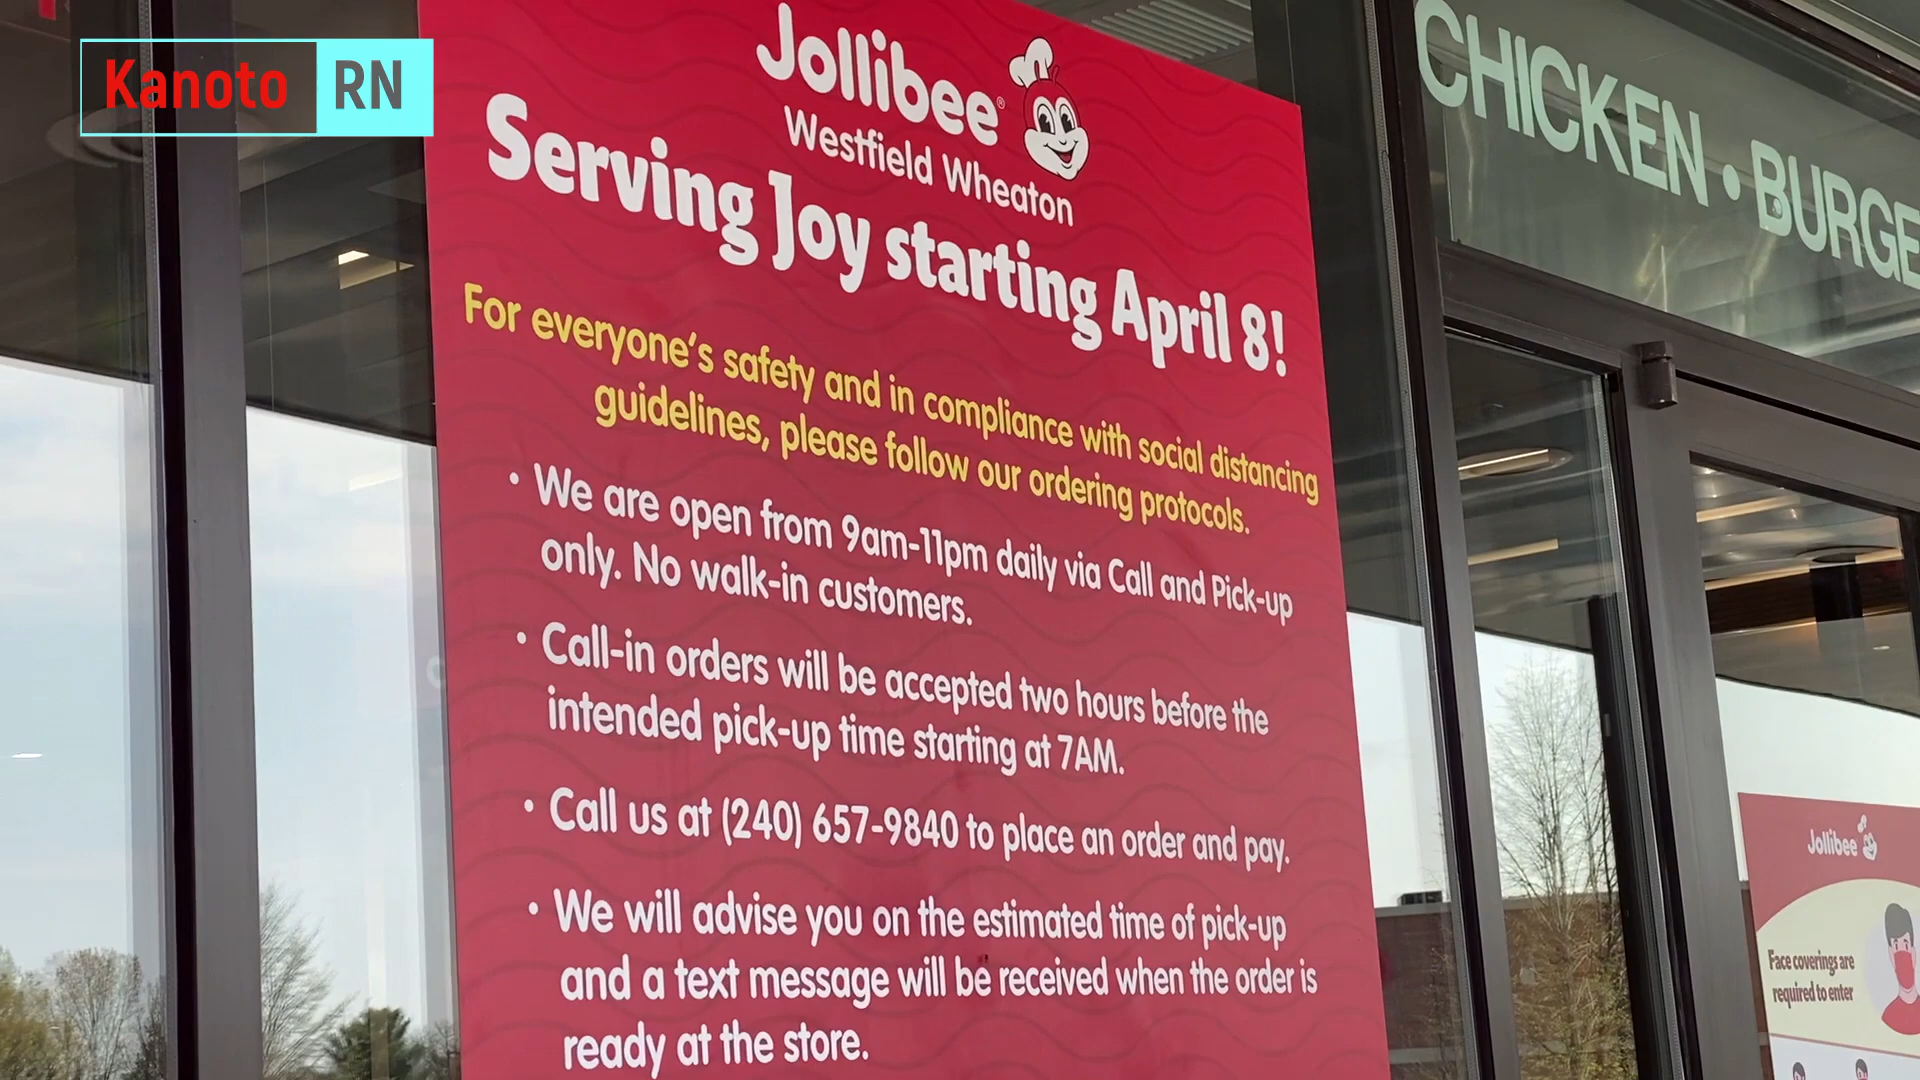 Kanoto RN
Jollibee®
Westfield Wheaton
Serving Joy starting April 8!
For everyone's safety and in compliance with social distancing
guidelines, please follow our ordering protocols.
• We are open from 9am-11pm daily via Call and Pick-up
only. No walk-in customers.
• Call-in orders will be accepted two hours before the
intended pick-up time starting at 7AM.
• Call us at (240) 657-9840 to place an order and pay.
• We will advise you on the estimated time of pick-up
and a text message will be received when the order is
ready at the store.
CHICKEN • BURGE
Jollibee
Face coverings are
required to enter